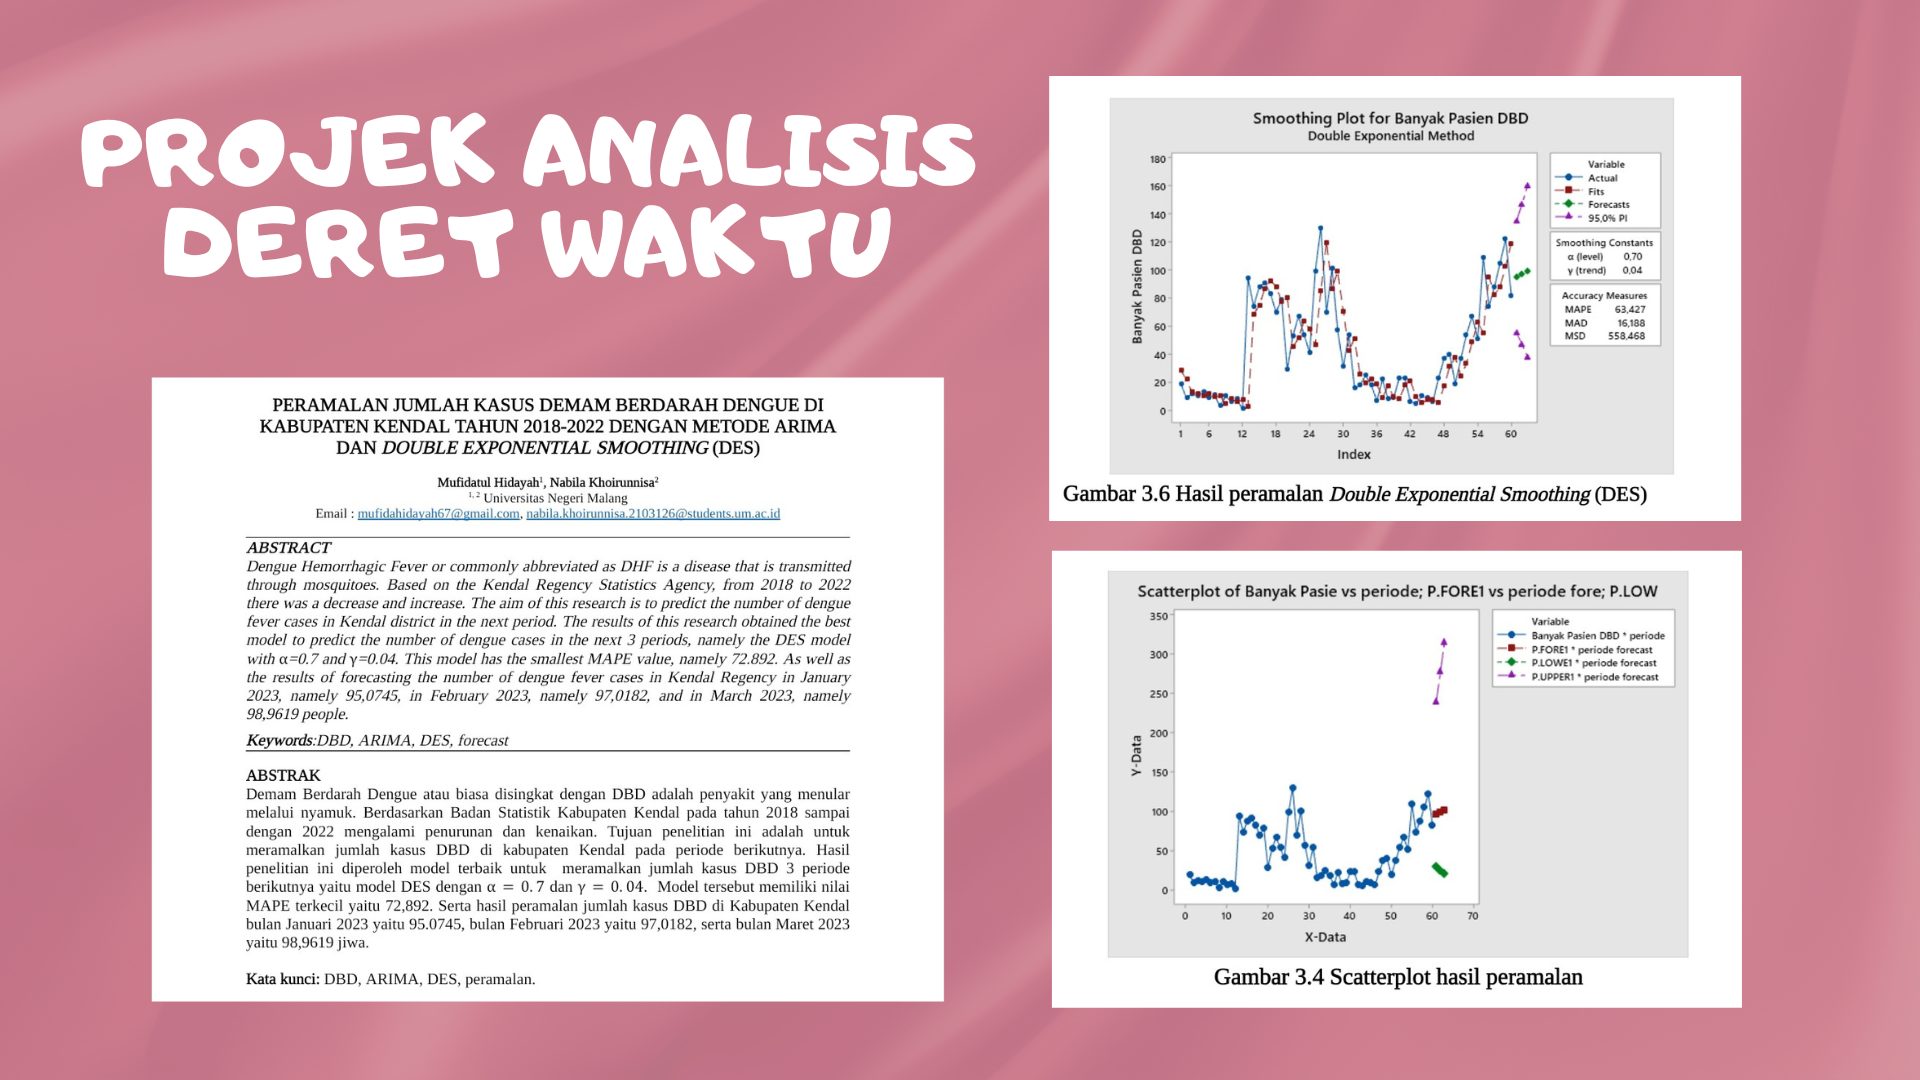 PROJEK ANALISIS
DERET WAKTU
PERAMALAN JUMLAH KASUS DEMAM BERDARAH DENGUE DI
KABUPATEN KENDAL TAHUN 2018-2022 DENGAN METODE ARIMA
DAN DOUBLE EXPONENTIAL SMOOTHING (DES)
Mufidatul Hidayah¹, Nabila Khoirunnisa²
¹˒ ² Universitas Negeri Malang
Email : mufidahidayah67@gmail.com, nabila.khoirunnisa.2103126@students.um.ac.id
ABSTRACT
Dengue Hemorrhagic Fever or commonly abbreviated as DHF is a disease that is transmitted
through mosquitoes. Based on the Kendal Regency Statistics Agency, from 2018 to 2022
there was a decrease and increase. The aim of this research is to predict the number of dengue
fever cases in Kendal district in the next period. The results of this research obtained the best
model to predict the number of dengue cases in the next 3 periods, namely the DES model
with α=0.7 and γ=0.04. This model has the smallest MAPE value, namely 72.892. As well as
the results of forecasting the number of dengue fever cases in Kendal Regency in January
2023, namely 95,0745, in February 2023, namely 97,0182, and in March 2023, namely
98,9619 people.
Keywords:DBD, ARIMA, DES, forecast
ABSTRAK
Demam Berdarah Dengue atau biasa disingkat dengan DBD adalah penyakit yang menular
melalui nyamuk. Berdasarkan Badan Statistik Kabupaten Kendal pada tahun 2018 sampai
dengan 2022 mengalami penurunan dan kenaikan. Tujuan penelitian ini adalah untuk
meramalkan jumlah kasus DBD di kabupaten Kendal pada periode berikutnya. Hasil
penelitian ini diperoleh model terbaik untuk meramalkan jumlah kasus DBD 3 periode
berikutnya yaitu model DES dengan α = 0.7 dan γ = 0.04. Model tersebut memiliki nilai
MAPE terkecil yaitu 72,892. Serta hasil peramalan jumlah kasus DBD di Kabupaten Kendal
bulan Januari 2023 yaitu 95.0745, bulan Februari 2023 yaitu 97,0182, serta bulan Maret 2023
yaitu 98,9619 jiwa.
Kata kunci: DBD, ARIMA, DES, peramalan.
Smoothing Plot for Banyak Pasien DBD
Double Exponential Method
Banyak Pasien DBD
180
160
140
120
100
80
60
40
20
0
1 6 12 18 24 30 36 42 48 54 60
Index
Variable
Actual
Fits
Forecasts
95,0% PI
Smoothing Constants
α (level) 0,70
γ (trend) 0,04
Accuracy Measures
MAPE 63,427
MAD 16,188
MSD 558,468
Gambar 3.6 Hasil peramalan Double Exponential Smoothing (DES)
Scatterplot of Banyak Pasie vs periode; P.FORE1 vs periode fore; P.LOW
Y-Data
350
300
250
200
150
100
50
0
0 10 20 30 40 50 60 70
X-Data
Variable
Banyak Pasien DBD * periode
P.FORE1 * periode forecast
P.LOWE1 * periode forecast
P.UPPER1 * periode forecast
Gambar 3.4 Scatterplot hasil peramalan